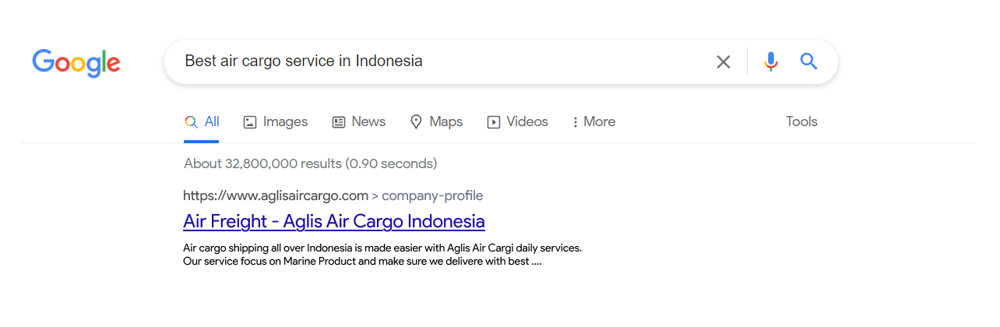 Google
Best air cargo service in Indonesia
All Images News Maps Videos More Tools
About 32,800,000 results (0.90 seconds)
https://www.aglisaircargo.com > company-profile
Air Freight - Aglis Air Cargo Indonesia
Air cargo shipping all over Indonesia is made easier with Aglis Air Cargi daily services.
Our service focus on Marine Product and make sure we delivere with best ....